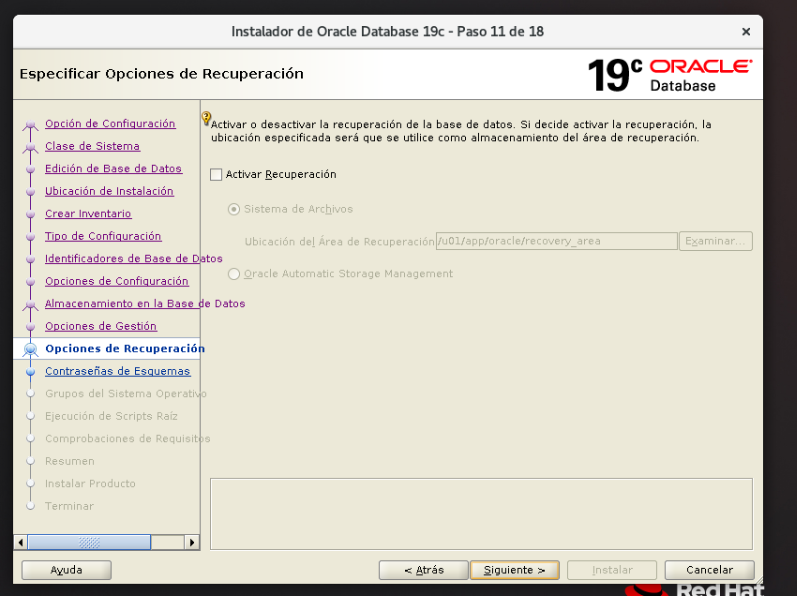 Instalador de Oracle Database 19c - Paso 11 de 18
Especificar Opciones de Recuperación
19c ORACLE
Database
Opción de Configuración
Clase de Sistema
Edición de Base de Datos
Ubicación de Instalación
Crear Inventario
Tipo de Configuración
Identificadores de Base de Datos
Opciones de Configuración
Almacenamiento en la Base de Datos
Opciones de Gestión
Opciones de Recuperación
Contraseñas de Esquemas
Grupos del Sistema Operativo
Ejecución de Scripts Raíz
Comprobaciones de Requisitos
Resumen
Instalar Producto
Terminar
Activar o desactivar la recuperación de la base de datos. Si decide activar la recuperación, la
ubicación especificada será que se utilice como almacenamiento del área de recuperación.
Activar Recuperación
Sistema de Archivos
Ubicación del Área de Recuperación /u01/app/oracle/recovery_area Examinar...
Oracle Automatic Storage Management
Ayuda
< Atrás
Siguiente >
Instalar
Cancelar
Red Hat